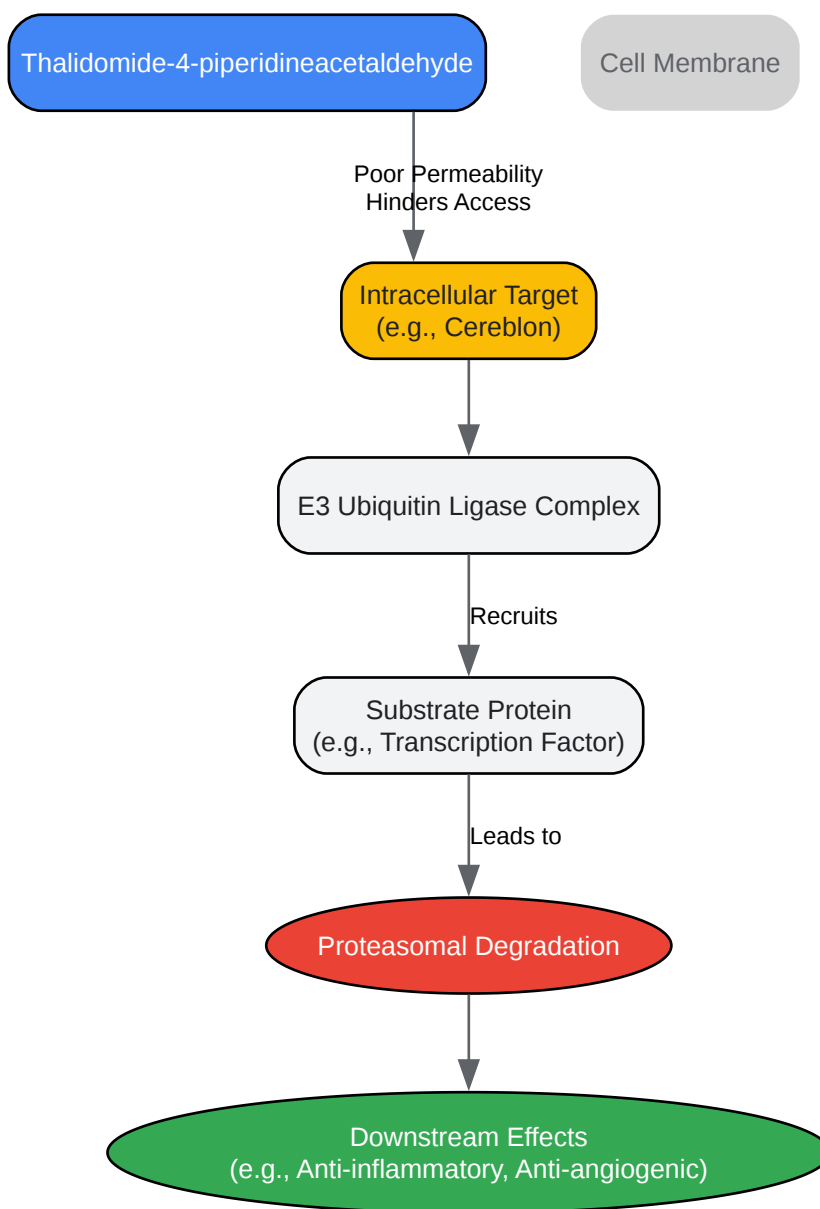 Thalidomide-4-piperidineacetaldehyde
Cell Membrane
Poor Permeability
Hinders Access
Intracellular Target
(e.g., Cereblon)
E3 Ubiquitin Ligase Complex
Recruits
Substrate Protein
(e.g., Transcription Factor)
Leads to
Proteasomal Degradation
Downstream Effects
(e.g., Anti-inflammatory, Anti-angiogenic)